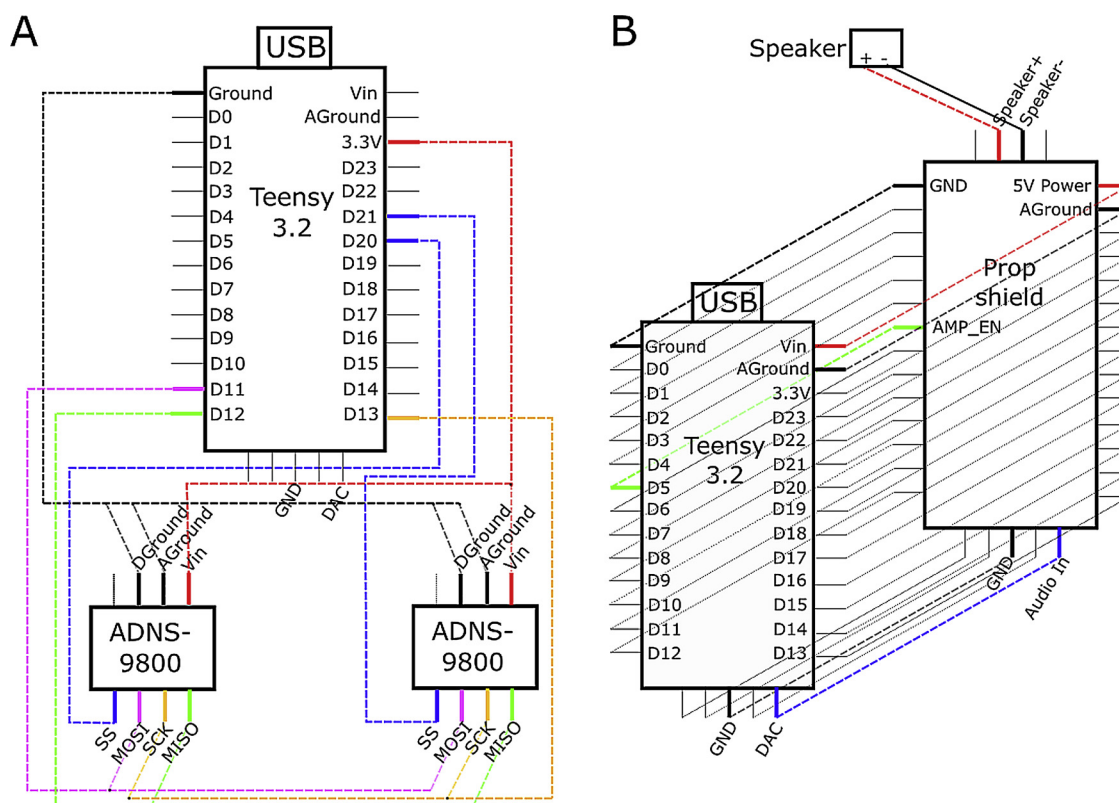 A
USB
Ground
D0
D1
D2
D3
D4
D5
D6
D7
D8
D9
D10
D11
D12
Teensy
3.2
Vin
AGround
3.3V
D23
D22
D21
D20
D19
D18
D17
D16
D15
D14
D13
GND
DAC
DGround
AGround
Vin
ADNS-
9800
SS
MOSI
SCK
MISO
DGround
AGround
Vin
ADNS-
9800
SS
MOSI
SCK
MISO
B
Speaker
+ -
Speaker+
Speaker-
GND
AMP_EN
5V Power
AGround
Prop
shield
GND
Audio In
USB
Ground
D0
D1
D2
D3
D4
D5
D6
D7
D8
D9
D10
D11
D12
Teensy
3.2
Vin
AGround
3.3V
D23
D22
D21
D20
D19
D18
D17
D16
D15
D14
D13
GND
DAC